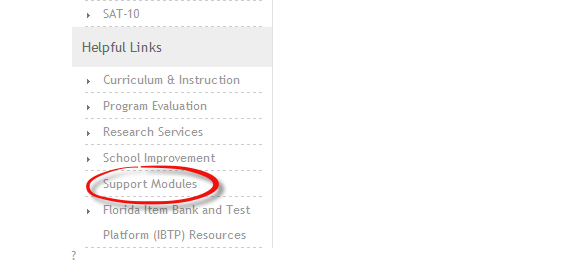 SAT-10
Helpful Links
Curriculum & Instruction
Program Evaluation
Research Services
School Improvement
Support Modules
Florida Item Bank and Test
Platform (IBTP) Resources
?